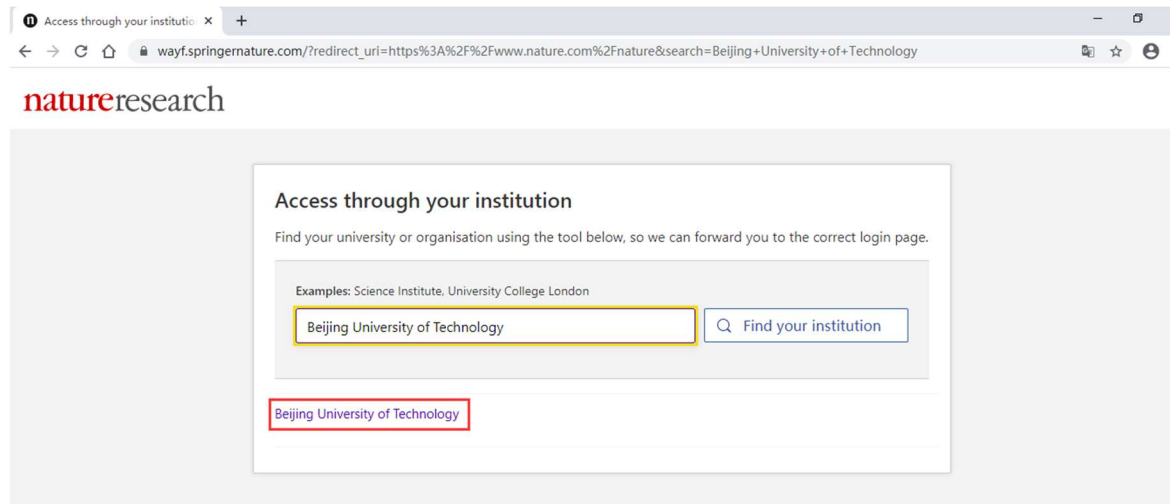 Access through your institutio
wayf.springernature.com/?redirect_uri=https%3A%2F%2Fwww.nature.com%2Fnature&search=Beijing+University+of+Technology
natureresearch
Access through your institution
Find your university or organisation using the tool below, so we can forward you to the correct login page.
Examples: Science Institute, University College London
Beijing University of Technology
Find your institution
Beijing University of Technology